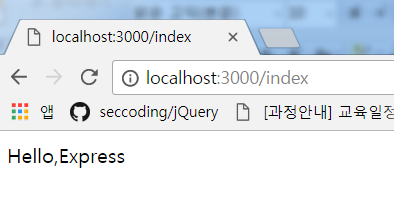 localhost:3000/index
localhost:3000/index
앱 seccoding/jQuery [과정안내] 교육일정
Hello,Express